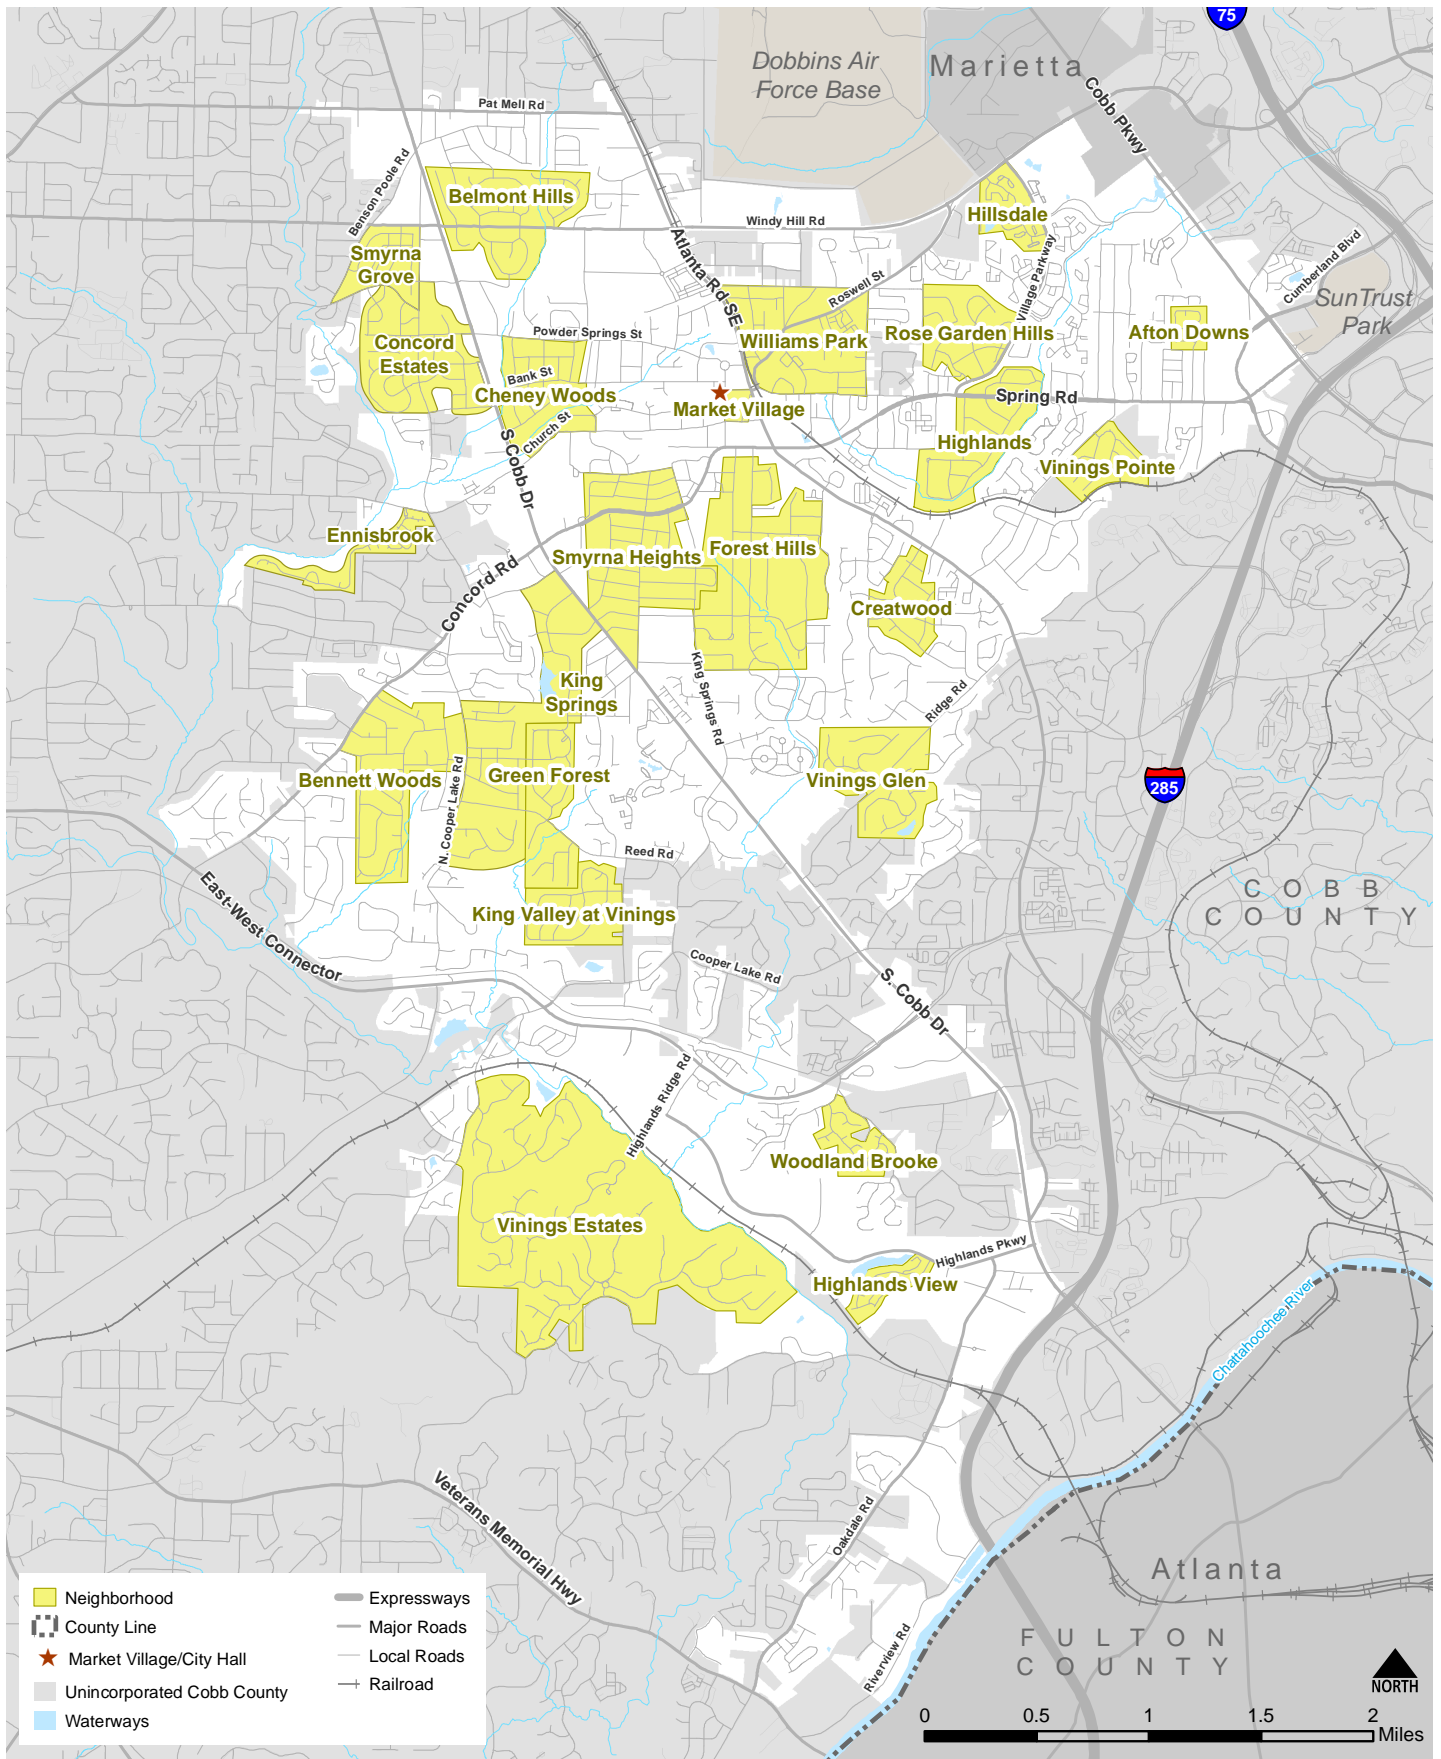 75
Dobbins Air
Force Base
Marietta
Cobb Pkwy
Pat Mell Rd
Benson Poole Rd
Belmont Hills
Windy Hill Rd
Hillsdale
Smyrna
Grove
Atlanta Rd SE
Roswell St
Village Parkway
Cumberland Blvd
SunTrust
Park
Concord
Estates
Powder Springs St
Williams Park
Rose Garden Hills
Afton Downs
Bank St
Cheney Woods
Church St
Market Village
Spring Rd
Highlands
Vinings Pointe
S Cobb Dr
Ennisbrook
Concord Rd
Smyrna Heights
Forest Hills
Creatwood
King
Springs
King Springs Rd
Ridge Rd
Bennett Woods
N. Cooper Lake Rd
Green Forest
Vinings Glen
285
Reed Rd
East-West Connector
King Valley at Vinings
COBB
COUNTY
Cooper Lake Rd
S. Cobb Dr
Highlands Ridge Rd
Woodland Brooke
Vinings Estates
Highlands Pkwy
Highlands View
Chattahoochee River
Veterans Memorial Hwy
Oakdale Rd
Riverview Rd
Atlanta
FULTON
COUNTY
Neighborhood
County Line
Market Village/City Hall
Unincorporated Cobb County
Waterways
Expressways
Major Roads
Local Roads
Railroad
NORTH
0 0.5 1 1.5 2
Miles